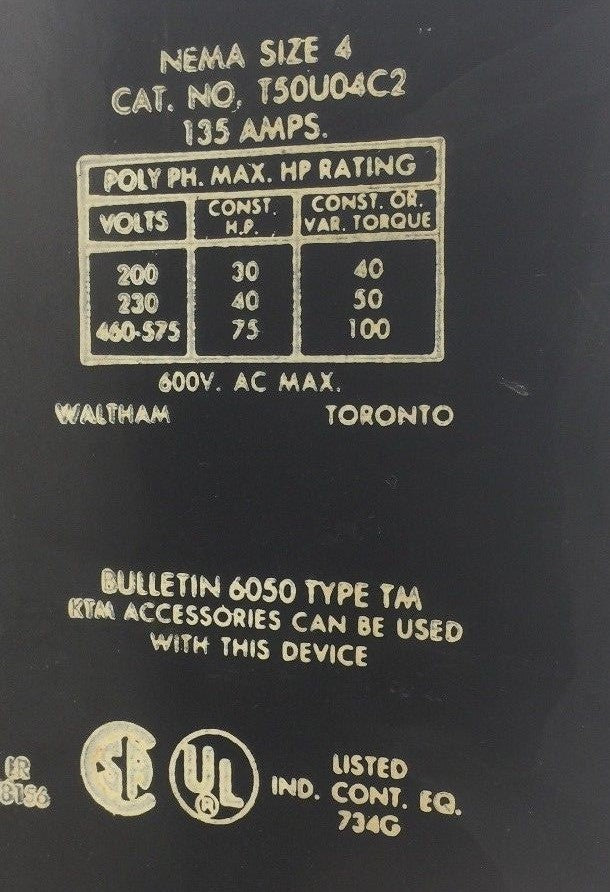 NEMA SIZE 4
CAT. NO. T50U04C2
135 AMPS.
POLY PH. MAX. HP RATING
VOLTS CONST. H.P. CONST. OR. VAR. TORQUE
200 30 40
230 40 50
460-575 75 100
600V. AC MAX.
WALTHAM TORONTO
BULLETIN 6050 TYPE TM
KTM ACCESSORIES CAN BE USED
WITH THIS DEVICE
SA UL ®
LISTED
IND. CONT. EQ.
734G